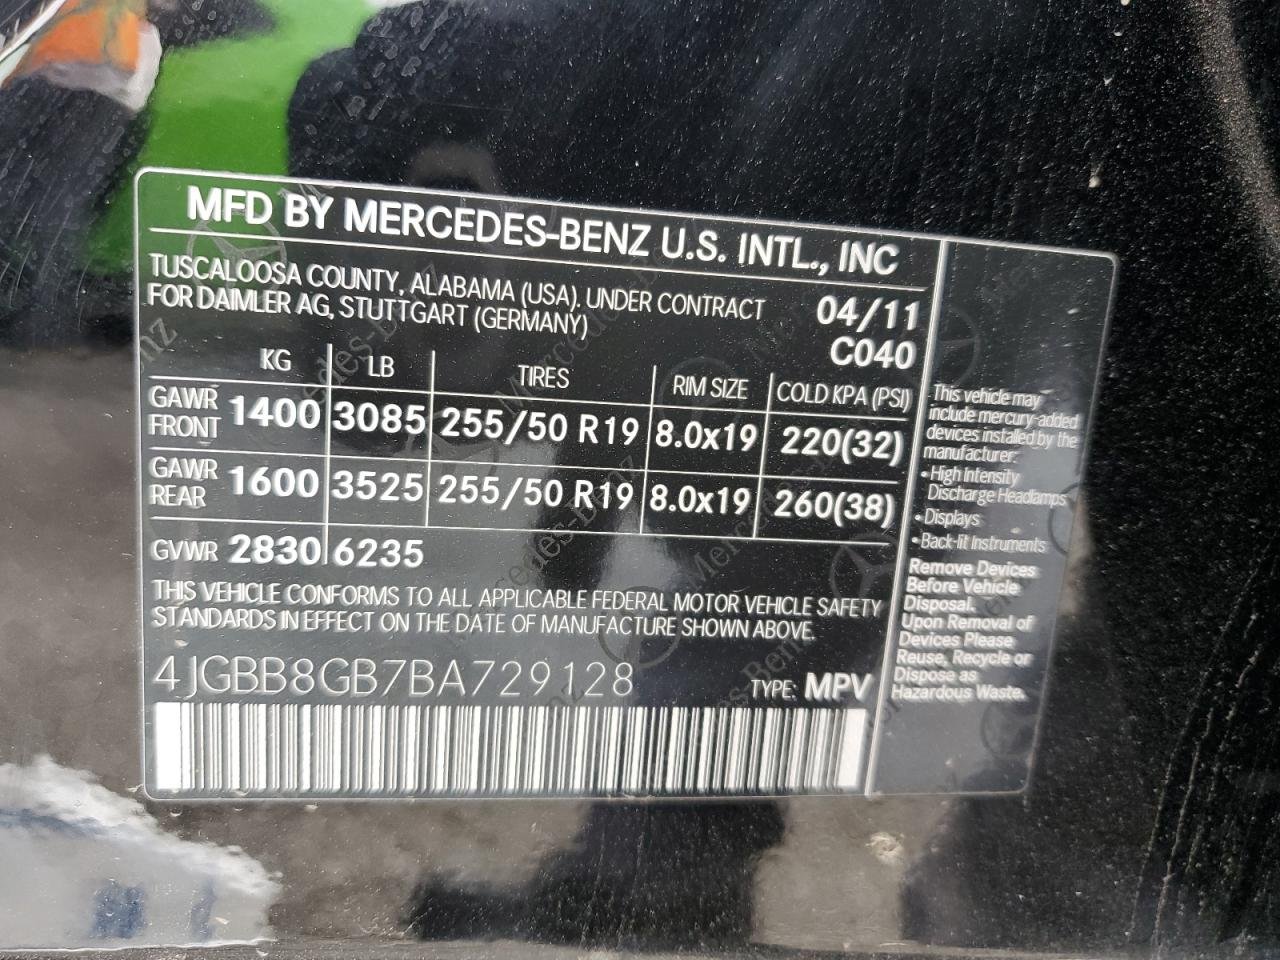 MFD BY MERCEDES-BENZ U.S. INTL., INC
TUSCALOOSA COUNTY, ALABAMA (USA). UNDER CONTRACT
FOR DAIMLER AG, STUTTGART (GERMANY)
04/11
C040
KG LB TIRES RIM SIZE COLD KPA (PSI)
GAWR FRONT 1400 3085 255/50 R19 8.0x19 220(32)
GAWR REAR 1600 3525 255/50 R19 8.0x19 260(38)
GVWR 2830 6235
THIS VEHICLE CONFORMS TO ALL APPLICABLE FEDERAL MOTOR VEHICLE SAFETY
STANDARDS IN EFFECT ON THE DATE OF MANUFACTURE SHOWN ABOVE.
4JGBB8GB7BA729128 TYPE: MPV
This vehicle may
include mercury-added
devices installed by the
manufacturer:
• High Intensity
Discharge Headlamps
• Displays
• Back-lit Instruments
Remove Devices
Before Vehicle
Disposal.
Upon Removal of
Devices Please
Reuse, Recycle or
Dispose as
Hazardous Waste.